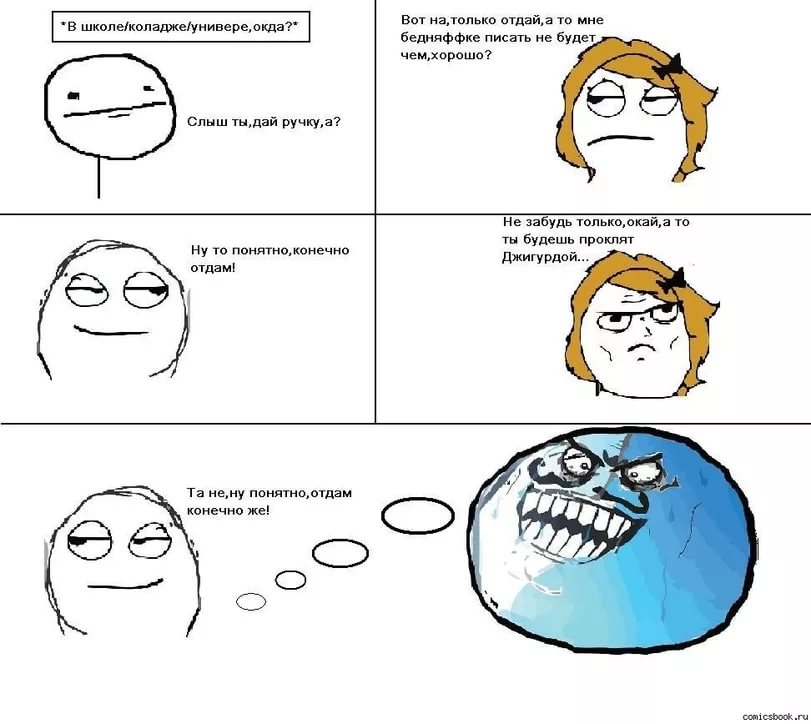 *В школе/коладже/универе,окда?*
Слыш ты,дай ручку,а?
Вот на,только отдай,а то мне
бедняффке писать не будет
чем,хорошо?
Ну то понятно,конечно
отдам!
Не забудь только,окай,а то
ты будешь проклят
Джигурдой...
Та не,ну понятно,отдам
конечно же!
comicsbook.ru